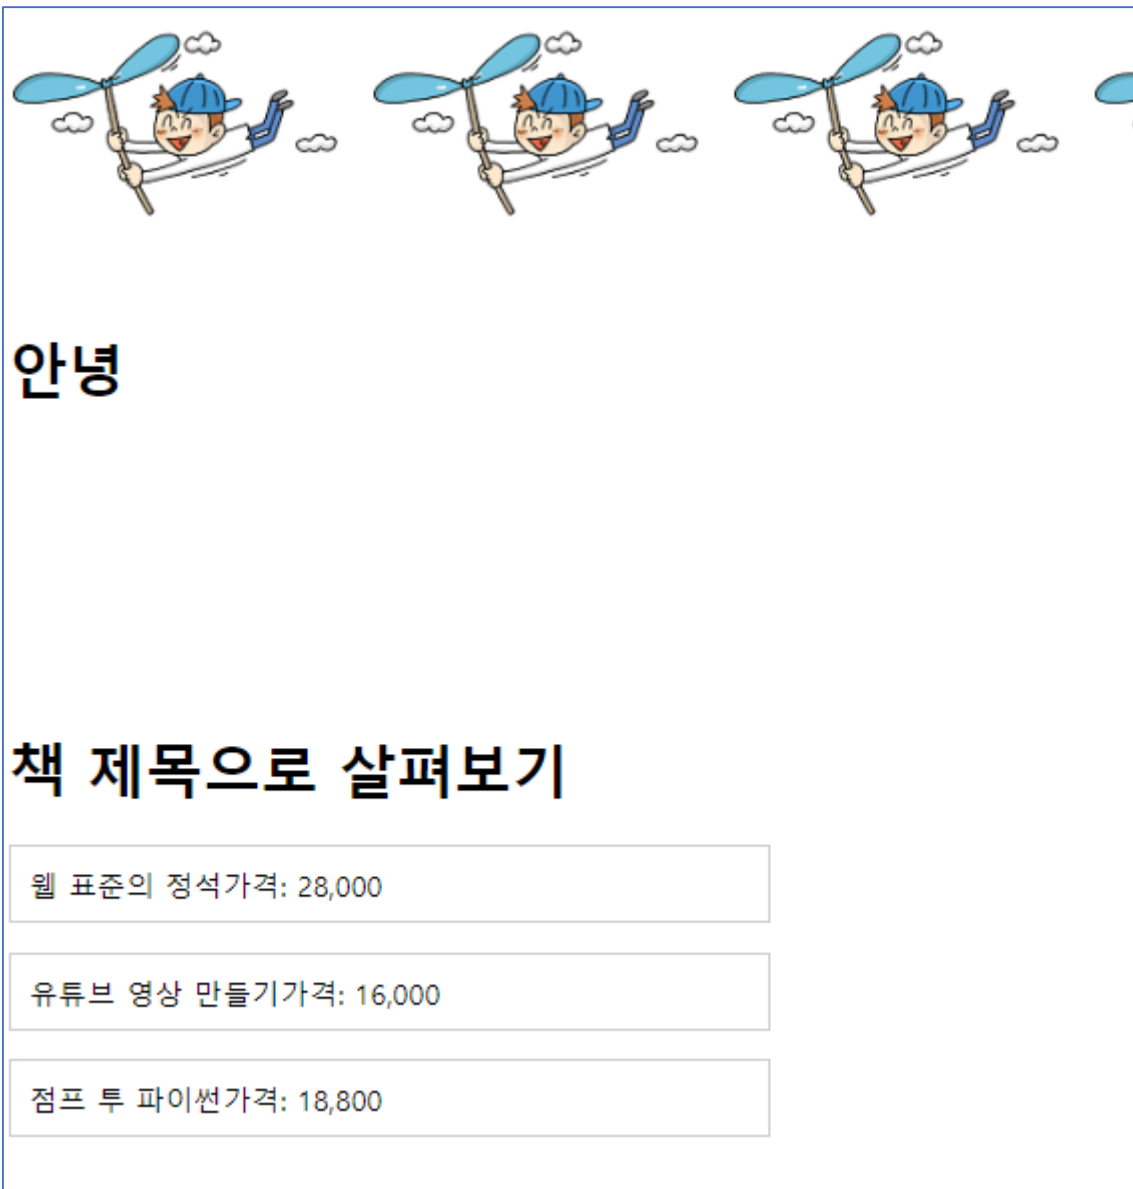 안녕
책 제목으로 살펴보기
웹 표준의 정석가격: 28,000
유튜브 영상 만들기가격: 16,000
점프 투 파이썬가격: 18,800